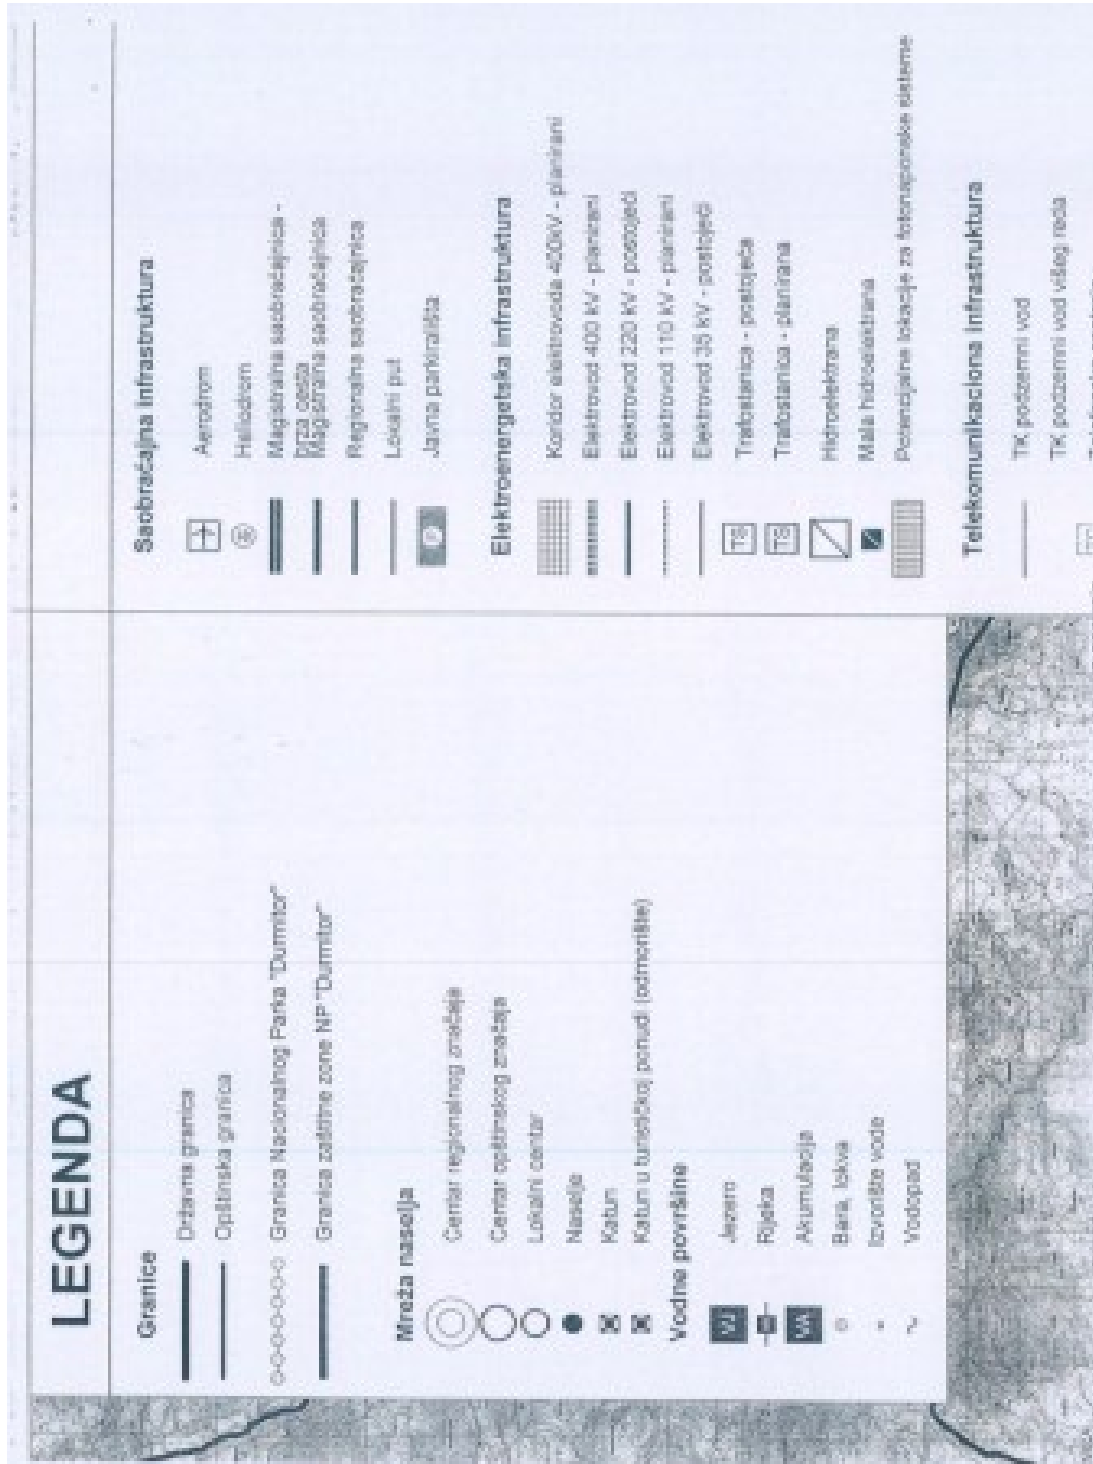 LEGENDA
Granice
Državna granica
Opštinska granica
Granica Nacionalnog Parka "Durmitor"
Granica zaštitne zone NP "Durmitor"
Mreža naselja
Centar regionalnog značaja
Centar opštinskog značaja
Lokalni centar
Naselje
Katun
Katun u turističkoj ponudi (odmorište)
Vodne površine
VJ Jezero
Rijeka
VA Akumulacija
Bara, lokva
Izvorište vode
Vodopad
Saobraćajna infrastruktura
Aerodrom
Heliodrom
Magistralna saobraćajnica -
brza cesta
Magistralna saobraćajnica
Regionalna saobraćajnica
Lokalni put
P Javna parkirališta
Elektroenergetska infrastruktura
Koridor elektrovoda 400kV - planirani
Elektrovod 400 kV - planirani
Elektrovod 220 kV - postojeći
Elektrovod 110 kV - planirani
Elektrovod 35 kV - postojeći
TS Trafostanica - postojeća
TS Trafostanica - planirana
Hidroelektrana
Mala hidroelektrana
Potencijalne lokacije za fotonaponske sisteme
Telekomunikaciona infrastruktura
TK podzemni vod
TK podzemni vod višeg reda